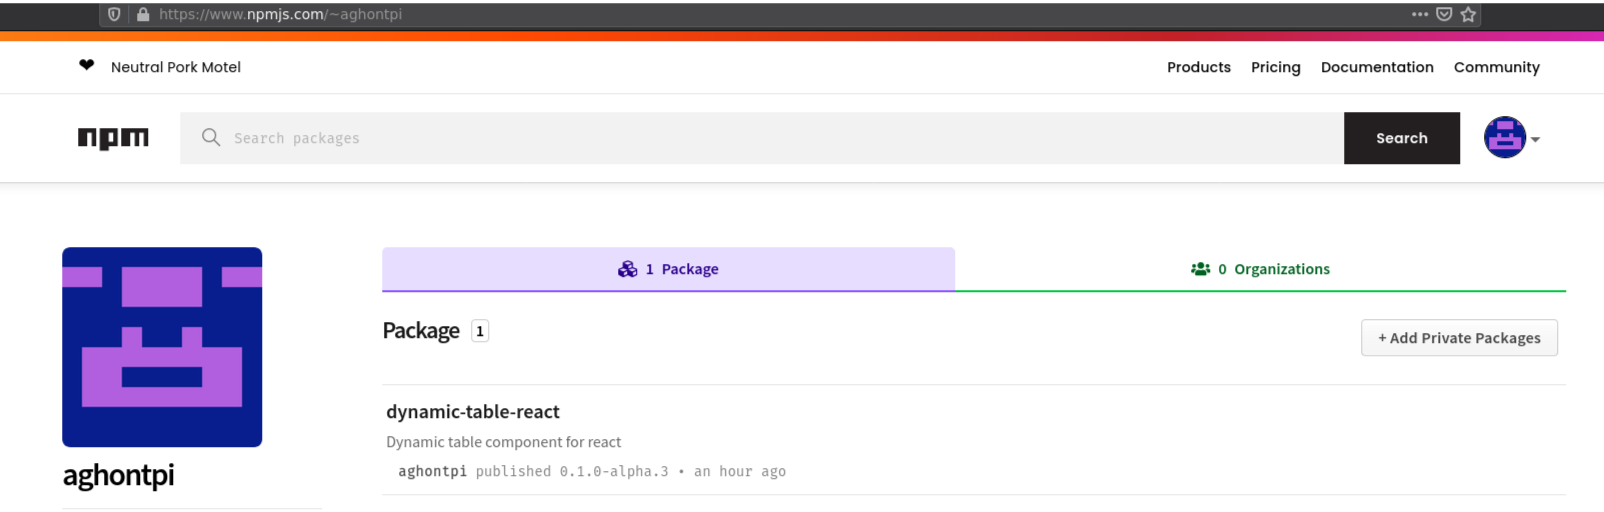 https://www.npmjs.com/~aghontpi
❤ Neutral Pork Motel
Products Pricing Documentation Community
npm
Search packages
Search
1 Package
0 Organizations
Package 1
+ Add Private Packages
dynamic-table-react
Dynamic table component for react
aghontpi published 0.1.0-alpha.3 • an hour ago
aghontpi